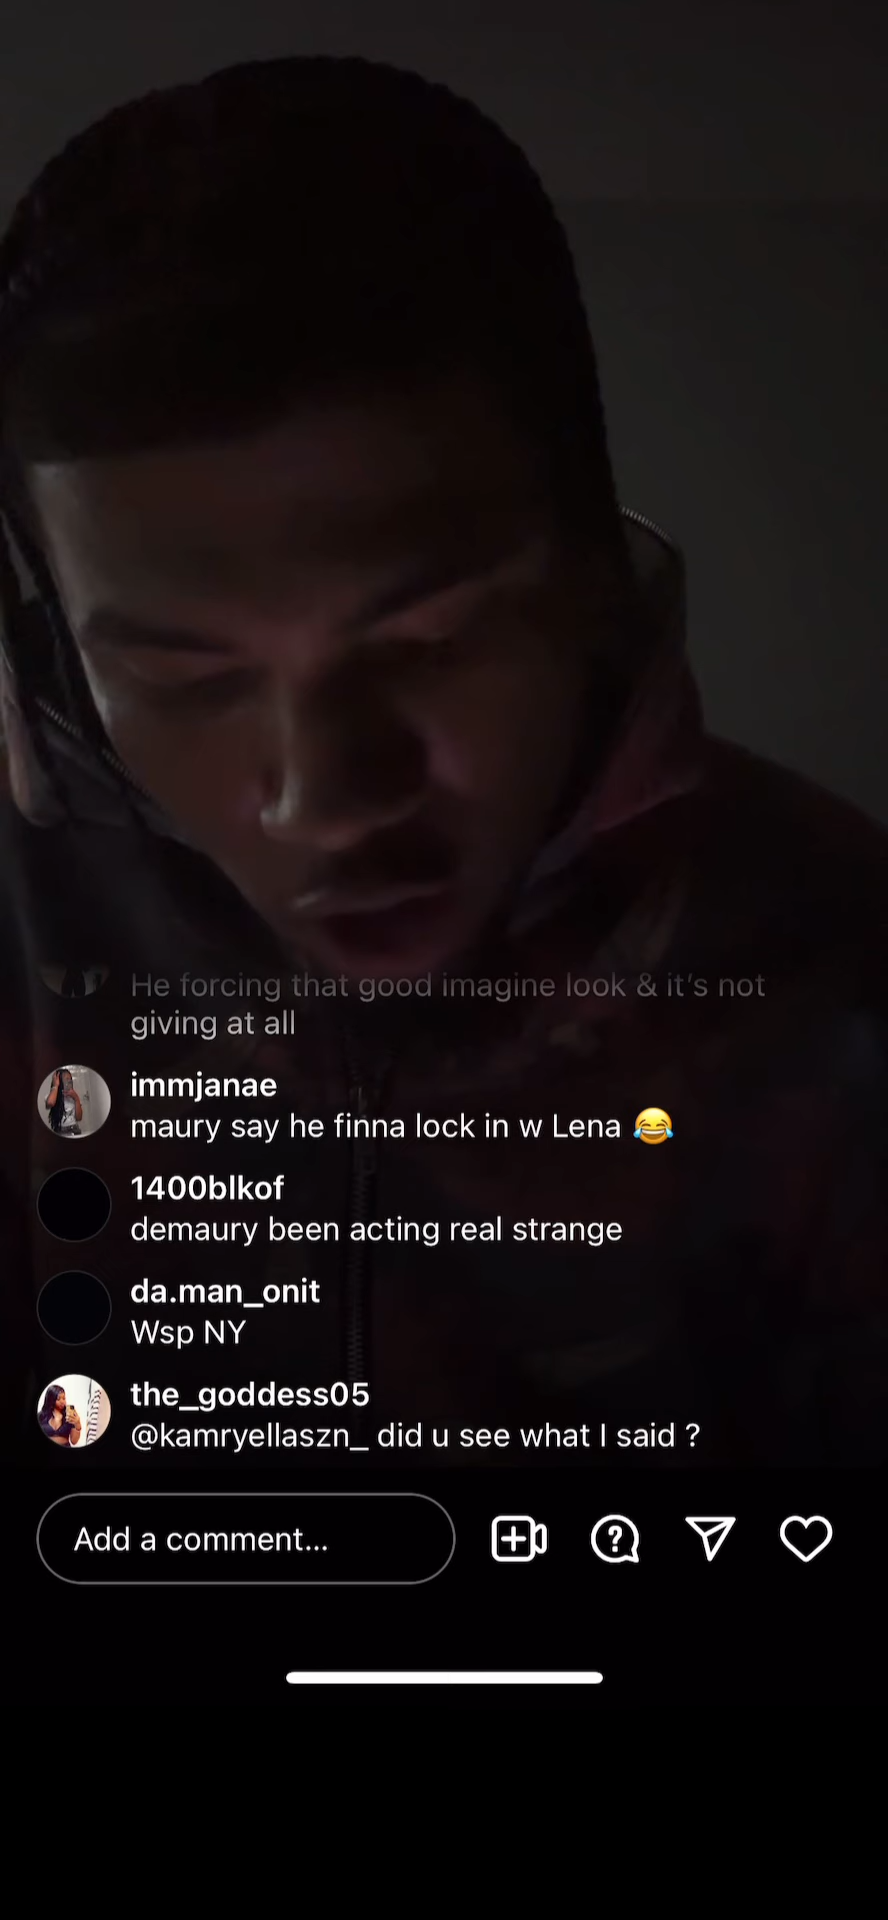 He forcing that good imagine look & it's not
giving at all
immjanae
maury say he finna lock in w Lena 😂
1400blkof
demaury been acting real strange
da.man_onit
Wsp NY
the_goddess05
@kamryellaszn_ did u see what I said ?
Add a comment...